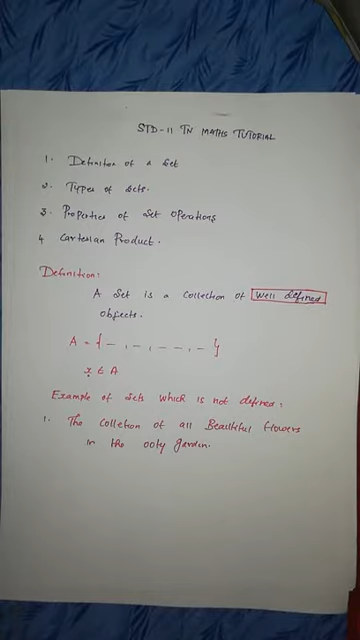 STD-11 TN MATHS TUTORIAL
1. Definition of a set
2. Types of sets.
3. Properties of set operations
4 Cartesian Product.
Definition:
A set is a collection of well defined
objects.
A = { - , - , - - , - }
x ∈ A
Example of sets which is not defined:
1. The colletion of all Beautiful flowers
in the ooty garden.